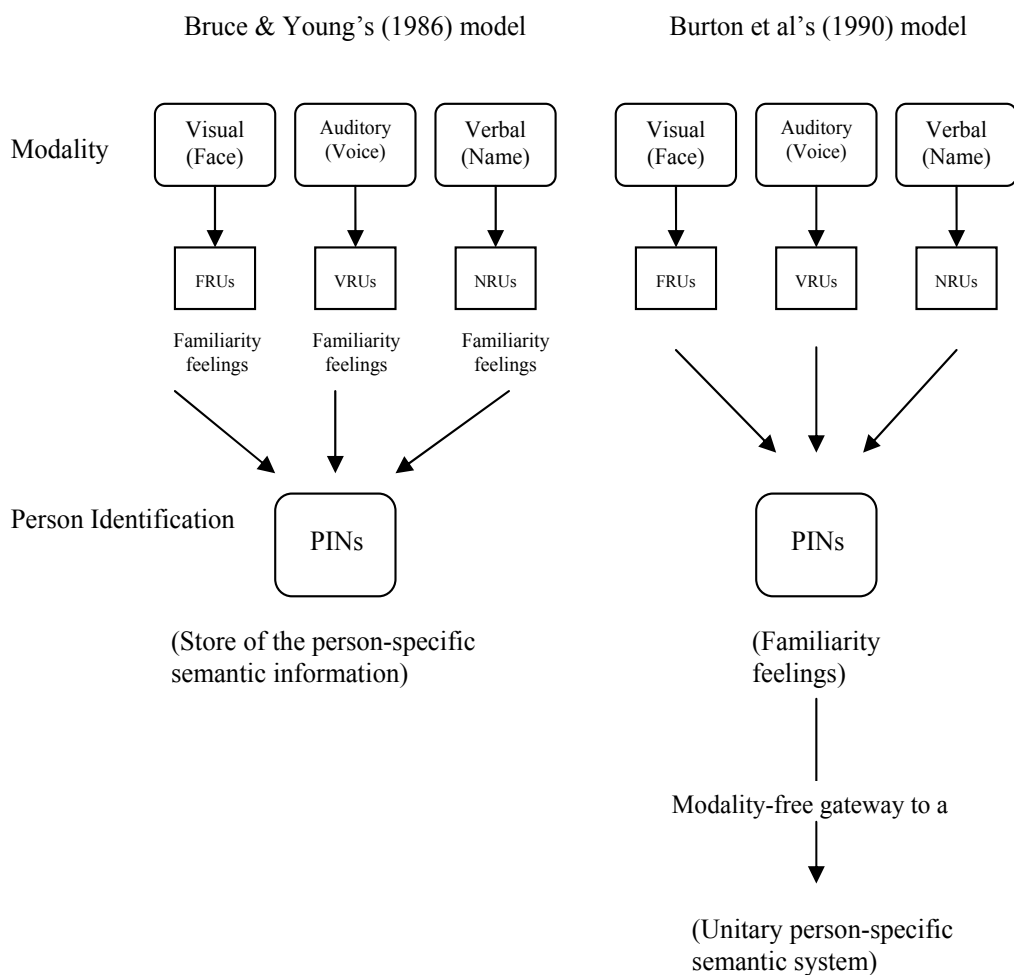 Bruce & Young's (1986) model
Burton et al's (1990) model
Modality
Visual
(Face)
Auditory
(Voice)
Verbal
(Name)
Visual
(Face)
Auditory
(Voice)
Verbal
(Name)
FRUs
VRUs
NRUs
FRUs
VRUs
NRUs
Familiarity
feelings
Familiarity
feelings
Familiarity
feelings
Person Identification
PINs
PINs
(Store of the person-specific
semantic information)
(Familiarity
feelings)
Modality-free gateway to a
(Unitary person-specific
semantic system)